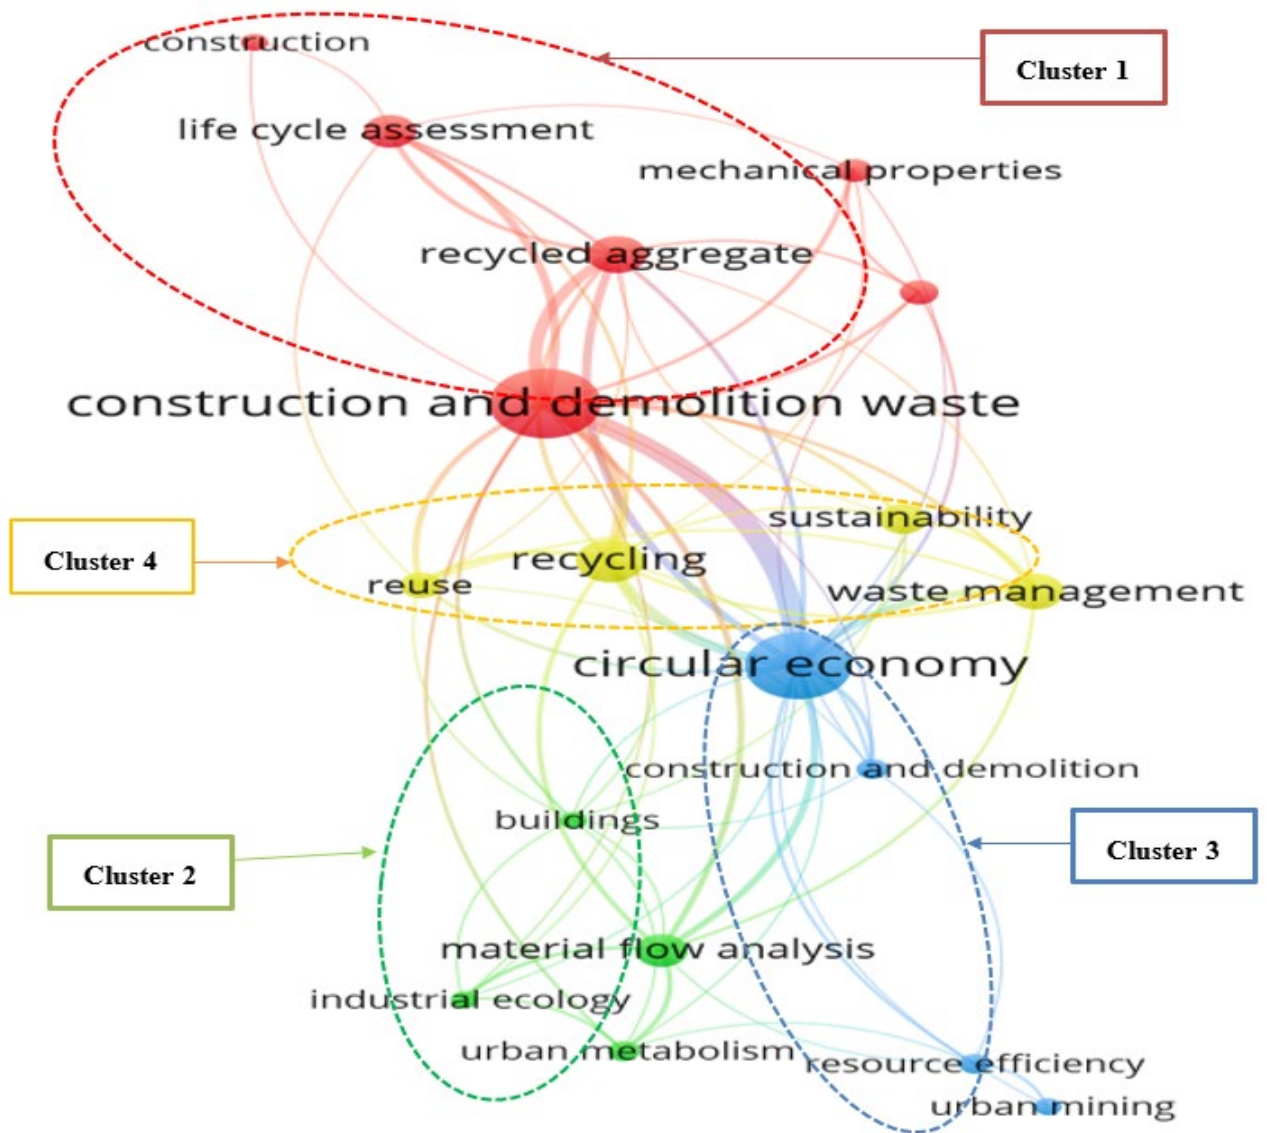 construction
Cluster 1
life cycle assessment
mechanical properties
recycled aggregate
construction and demolition waste
sustainability
Cluster 4
recycling
reuse
waste management
circular economy
construction and demolition
buildings
Cluster 3
Cluster 2
material flow analysis
industrial ecology
urban metabolism
resource efficiency
urban mining